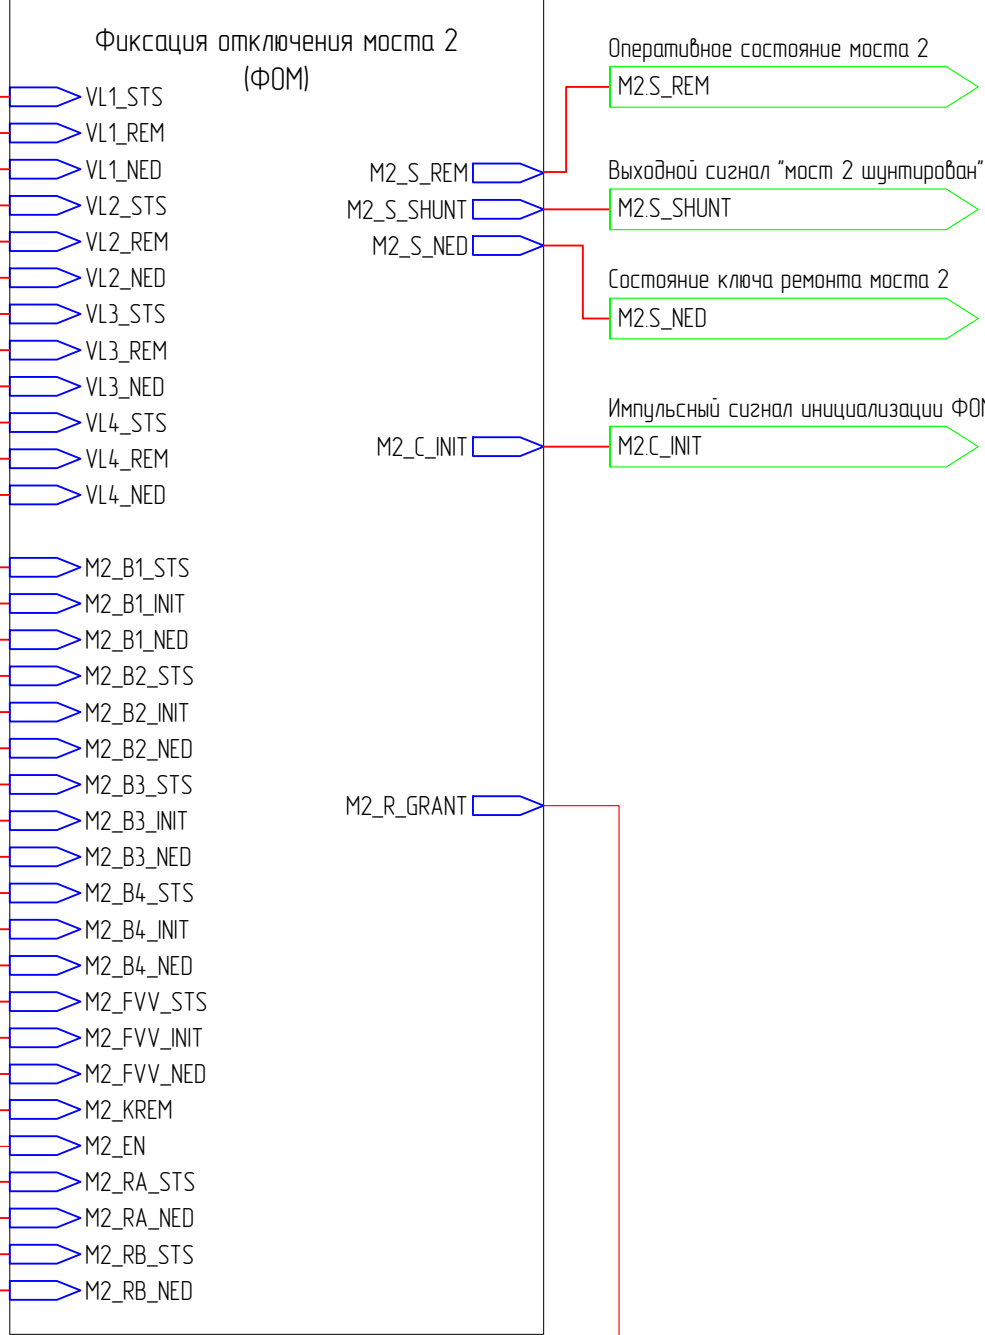 Фиксация отключения моста 2
(ФОМ)
VL1_STS
VL1_REM
VL1_NED
VL2_STS
VL2_REM
VL2_NED
VL3_STS
VL3_REM
VL3_NED
VL4_STS
VL4_REM
VL4_NED
M2_B1_STS
M2_B1_INIT
M2_B1_NED
M2_B2_STS
M2_B2_INIT
M2_B2_NED
M2_B3_STS
M2_B3_INIT
M2_B3_NED
M2_B4_STS
M2_B4_INIT
M2_B4_NED
M2_FVV_STS
M2_FVV_INIT
M2_FVV_NED
M2_KREM
M2_EN
M2_RA_STS
M2_RA_NED
M2_RB_STS
M2_RB_NED
M2_S_REM
M2_S_SHUNT
M2_S_NED
M2_C_INIT
M2_R_GRANT
Оперативное состояние моста 2
M2.S_REM
Выходной сигнал "мост 2 шунтирован"
M2.S_SHUNT
Состояние ключа ремонта моста 2
M2.S_NED
Импульсный сигнал инициализации ФОМ
M2.C_INIT